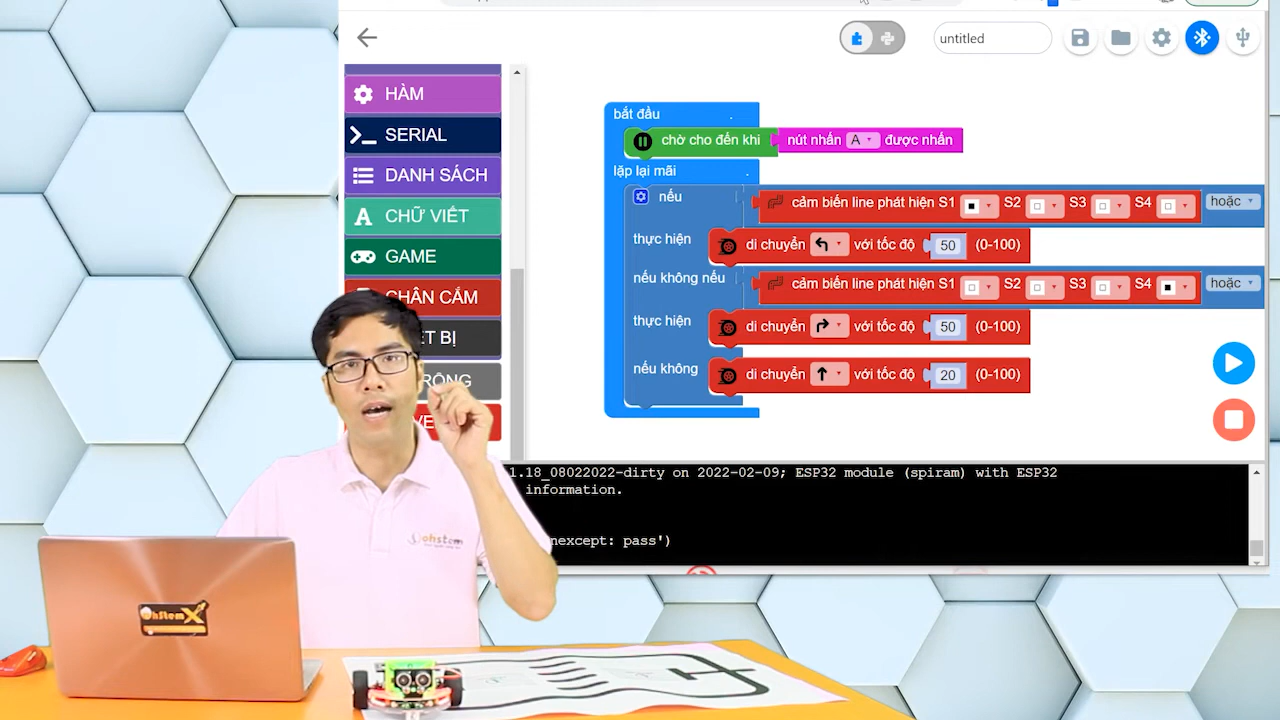 untitled
HÀM
SERIAL
DANH SÁCH
CHỮ VIẾT
GAME
CHÂN CẮM
bắt đầu .
chờ cho đến khi nút nhấn A được nhấn
lặp lại mãi .
nếu cảm biến line phát hiện S1 S2 S3 S4 hoặc
thực hiện di chuyển với tốc độ 50 (0-100)
nếu không nếu cảm biến line phát hiện S1 S2 S3 S4 hoặc
thực hiện di chuyển với tốc độ 50 (0-100)
nếu không di chuyển với tốc độ 20 (0-100)
1.18_08022022-dirty on 2022-02-09; ESP32 module (spiram) with ESP32
information.
except: pass')
ohstem
OhStem X